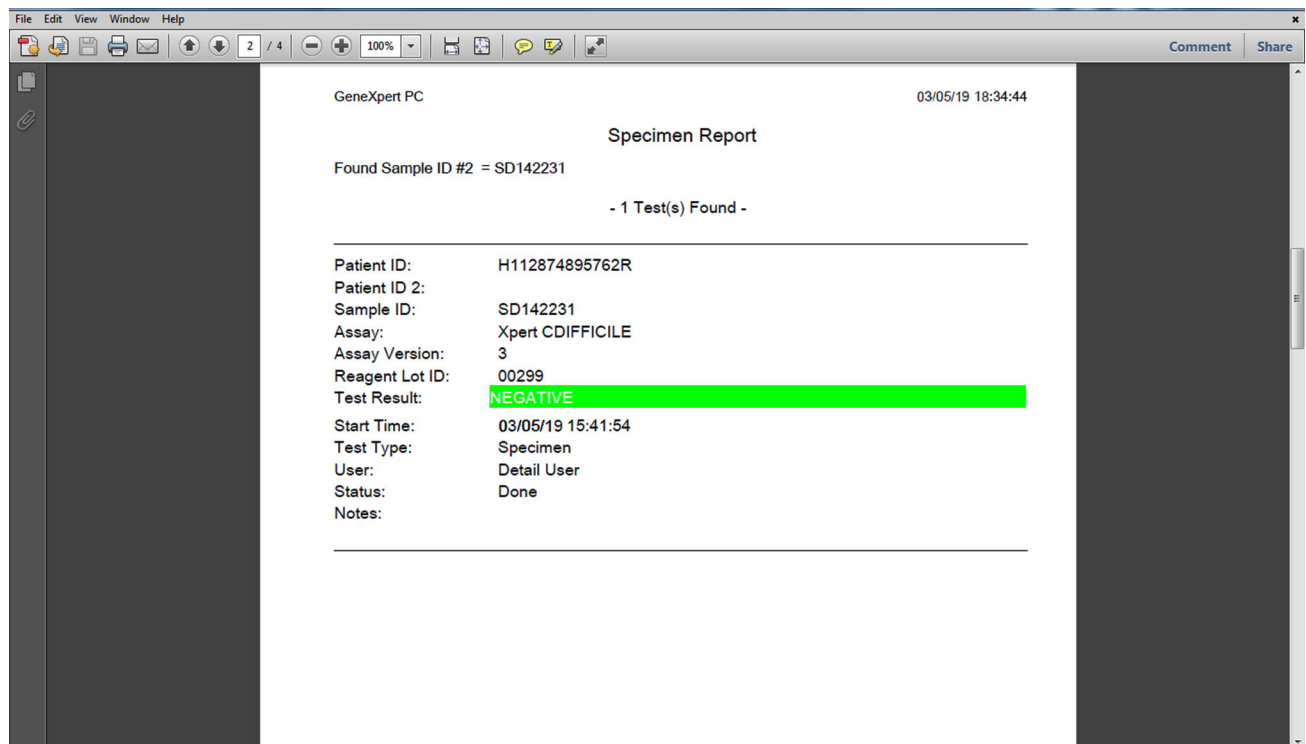 File Edit View Window Help
2 / 4 100% Comment Share
GeneXpert PC 03/05/19 18:34:44
Specimen Report
Found Sample ID #2 = SD142231
- 1 Test(s) Found -
Patient ID: H112874895762R
Patient ID 2:
Sample ID: SD142231
Assay: Xpert CDIFFICILE
Assay Version: 3
Reagent Lot ID: 00299
Test Result: NEGATIVE
Start Time: 03/05/19 15:41:54
Test Type: Specimen
User: Detail User
Status: Done
Notes: